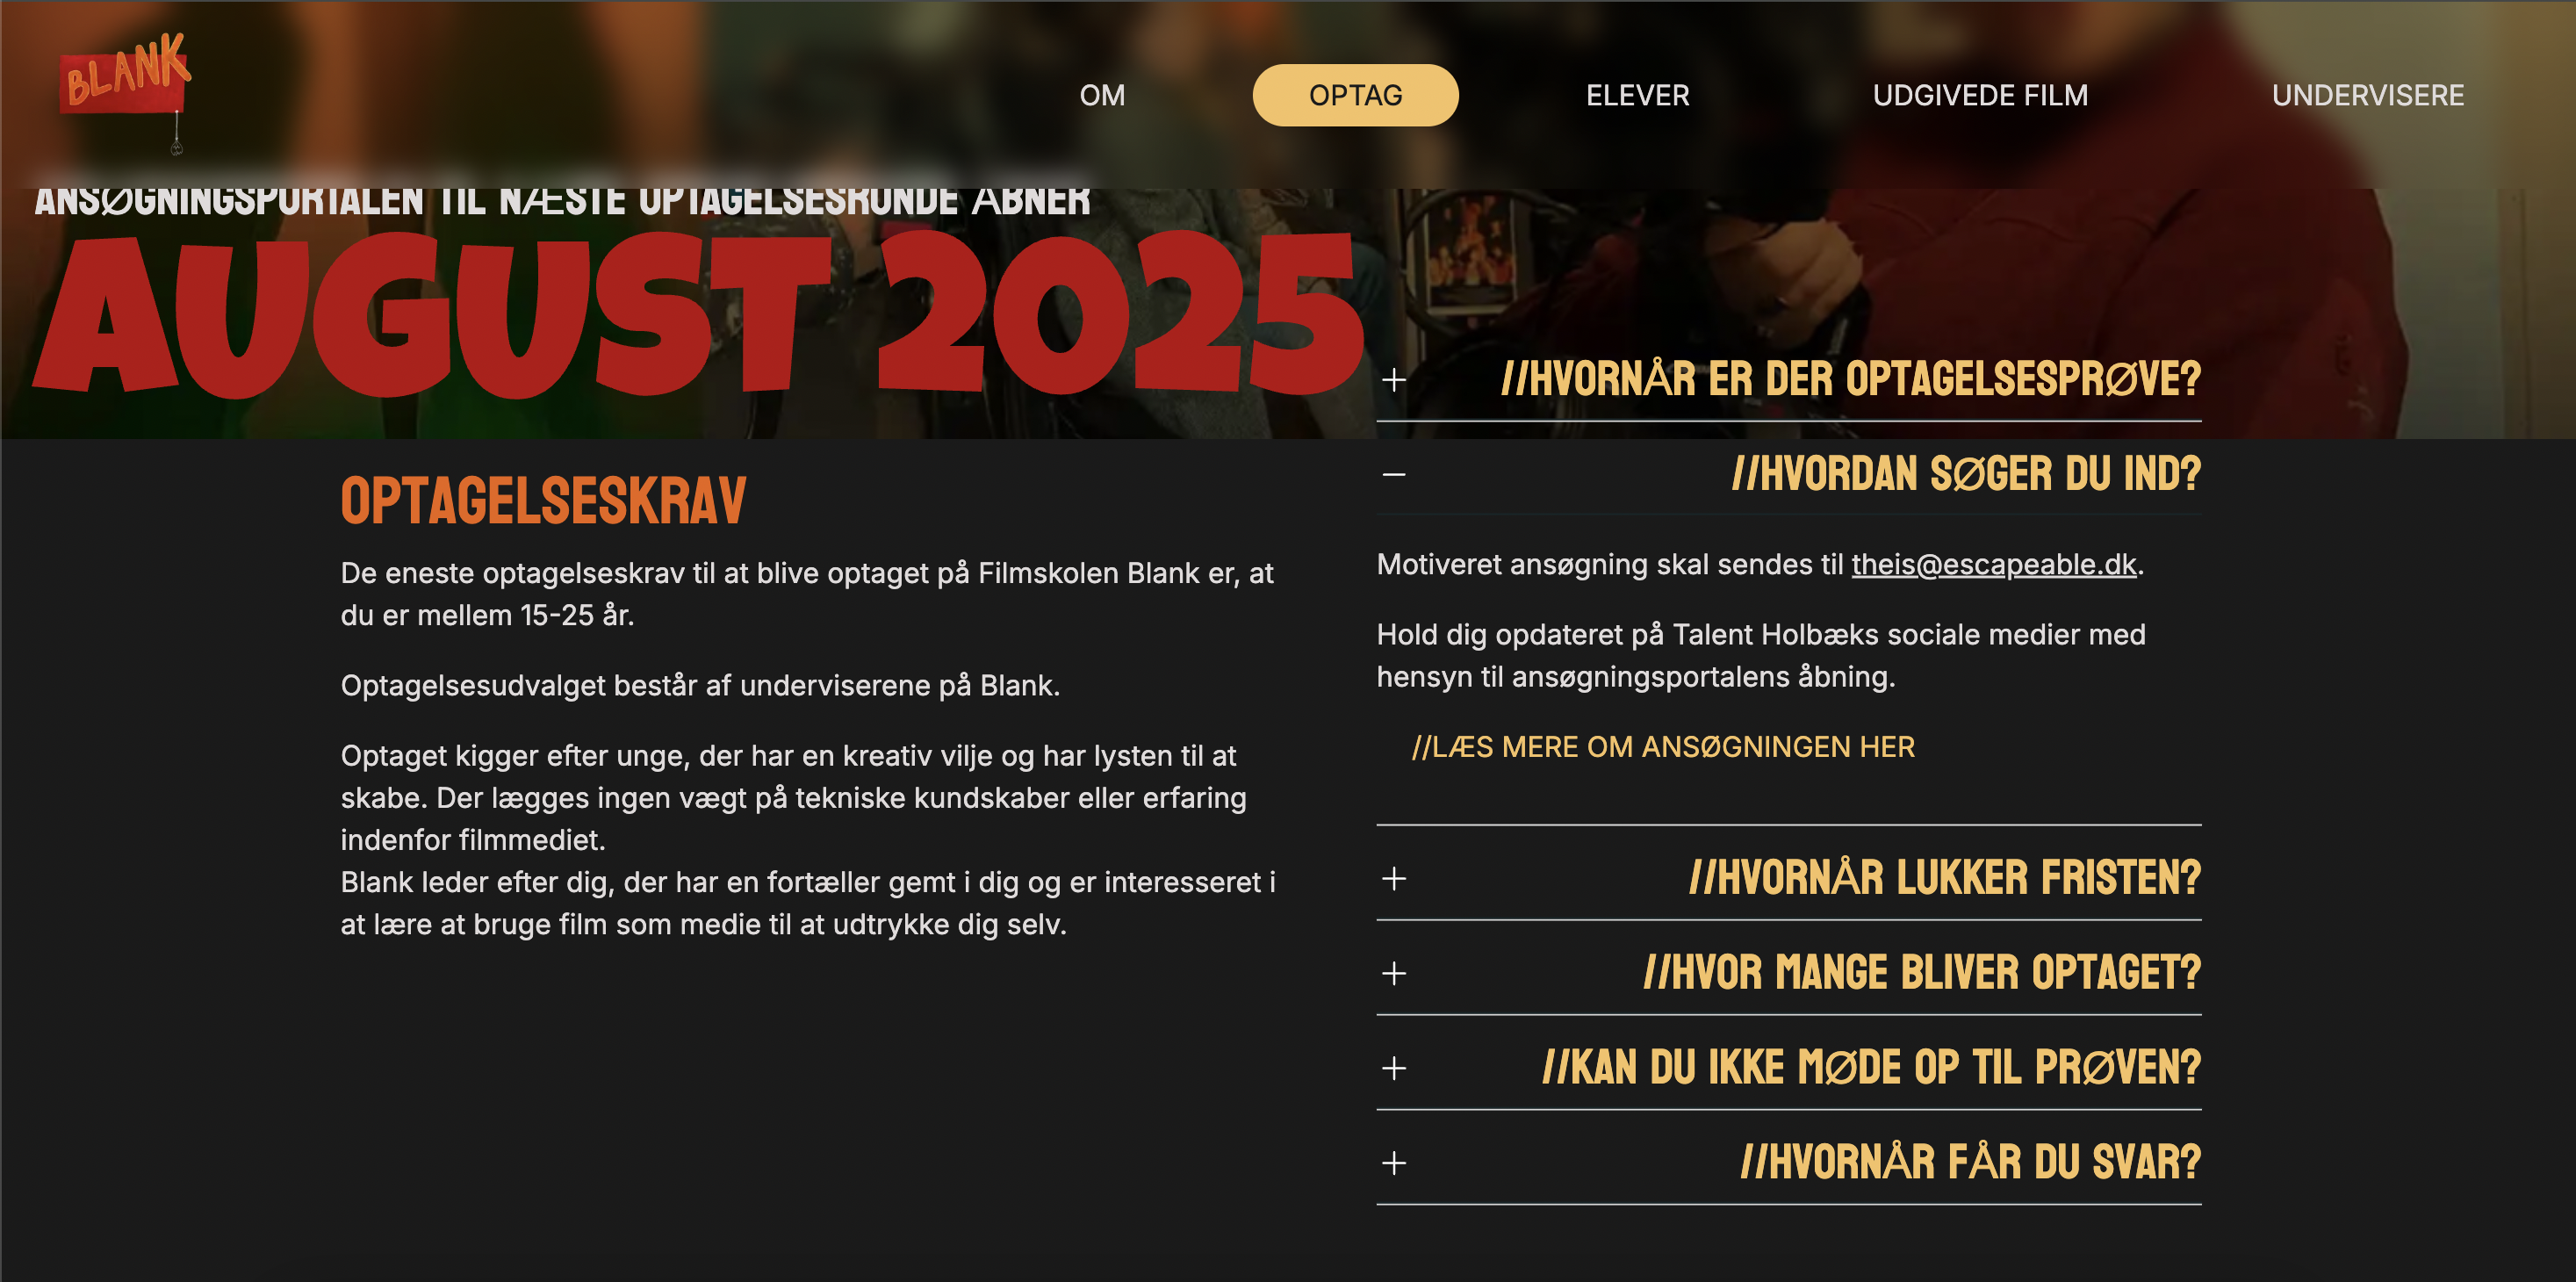 BLANK
OM
OPTAG
ELEVER
UDGIVEDE FILM
UNDERVISERE
ANSØGNINGSPORTALEN TIL NÆSTE OPTAGELSESRUNDE ÅBNER
AUGUST 2025
OPTAGELSESKRAV
De eneste optagelseskrav til at blive optaget på Filmskolen Blank er, at
du er mellem 15-25 år.
Optagelsesudvalget består af underviserene på Blank.
Optaget kigger efter unge, der har en kreativ vilje og har lysten til at
skabe. Der lægges ingen vægt på tekniske kundskaber eller erfaring
indenfor filmmediet.
Blank leder efter dig, der har en fortæller gemt i dig og er interesseret i
at lære at bruge film som medie til at udtrykke dig selv.
//HVORNÅR ER DER OPTAGELSESPRØVE?
//HVORDAN SØGER DU IND?
Motiveret ansøgning skal sendes til theis@escapeable.dk.
Hold dig opdateret på Talent Holbæks sociale medier med
hensyn til ansøgningsportalens åbning.
//LÆS MERE OM ANSØGNINGEN HER
//HVORNÅR LUKKER FRISTEN?
//HVOR MANGE BLIVER OPTAGET?
//KAN DU IKKE MØDE OP TIL PRØVEN?
//HVORNÅR FÅR DU SVAR?